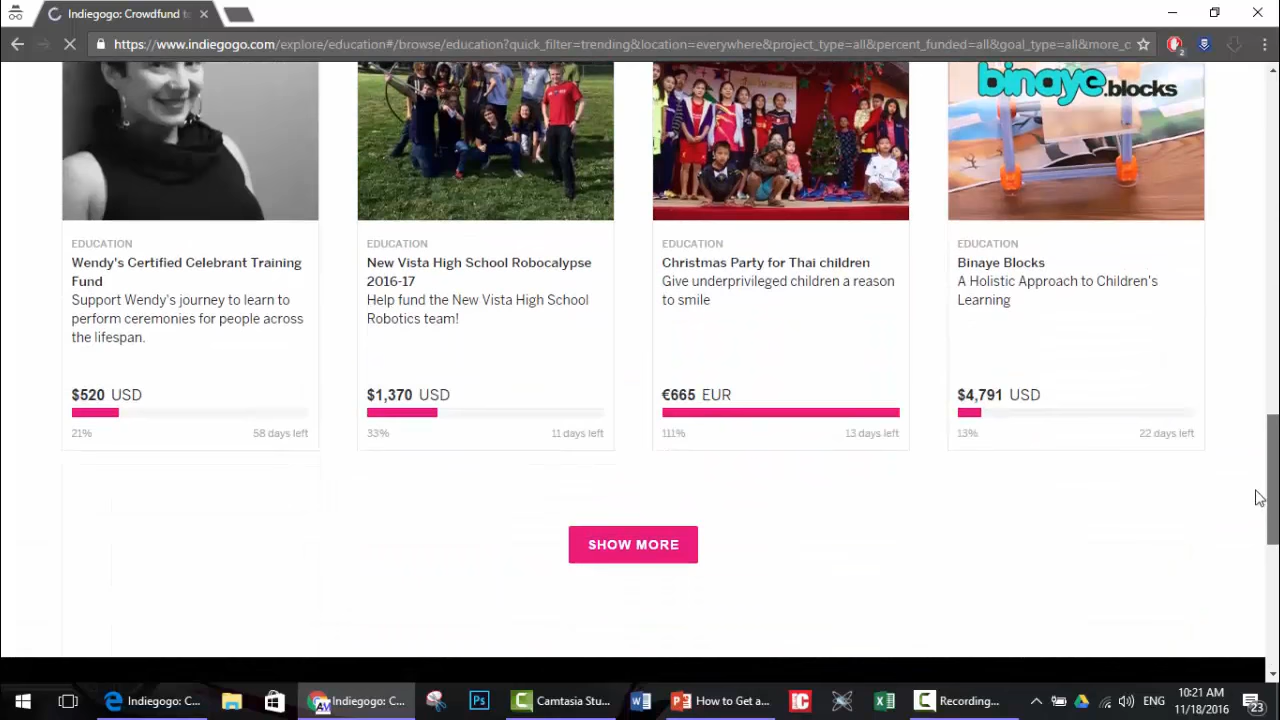 Indiegogo: Crowdfund to
https://www.indiegogo.com/explore/education#/browse/education?quick_filter=trending&location=everywhere&project_type=all&percent_funded=all&goal_type=all&more_o
2
binaye.blocks
EDUCATION
Wendy's Certified Celebrant Training
Fund
Support Wendy's journey to learn to
perform ceremonies for people across
the lifespan.
$520 USD
21% 58 days left
EDUCATION
New Vista High School Robocalypse
2016-17
Help fund the New Vista High School
Robotics team!
$1,370 USD
33% 11 days left
EDUCATION
Christmas Party for Thai children
Give underprivileged children a reason
to smile
€665 EUR
111% 13 days left
EDUCATION
Binaye Blocks
A Holistic Approach to Children's
Learning
$4,791 USD
13% 22 days left
SHOW MORE
Indiegogo: C... Indiegogo: C... Ps Camtasia Stu... How to Get a... Recording... ENG
10:21 AM
11/18/2016
23